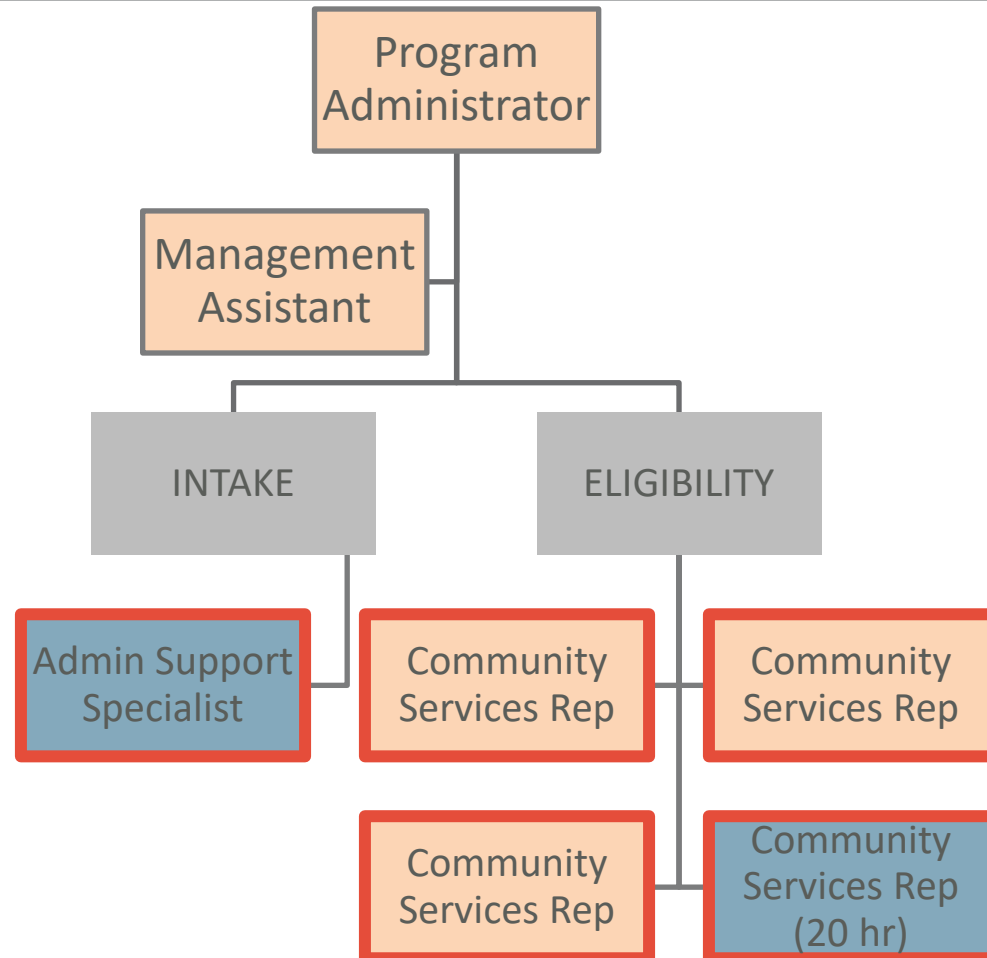 Program
Administrator
Management
Assistant
INTAKE
ELIGIBILITY
Admin Support
Specialist
Community
Services Rep
Community
Services Rep
Community
Services Rep
Community
Services Rep
(20 hr)